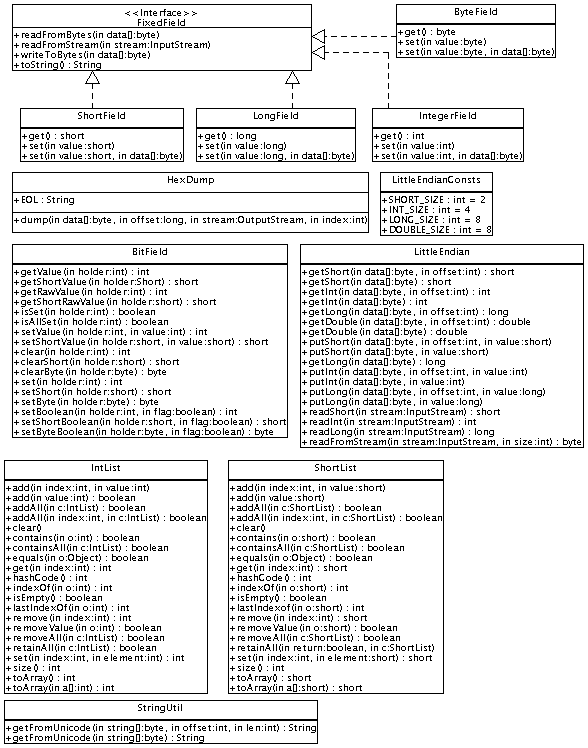 <<Interface>>
FixedField
+readFromBytes(in data[]:byte)
+readFromStream(in stream:InputStream)
+writeToBytes(in data[]:byte)
+toString() : String
ByteField
+get() : byte
+set(in value:byte)
+set(in value:byte, in data[]:byte)
ShortField
+get() : short
+set(in value:short)
+set(in value:short, in data[]:byte)
LongField
+get() : long
+set(in value:long)
+set(in value:long, in data[]:byte)
IntegerField
+get() : int
+set(in value:int)
+set(in value:int, in data[]:byte)
HexDump
+EOL : String
+dump(in data[]:byte, in offset:long, in stream:OutputStream, in index:int)
LittleEndianConsts
+SHORT_SIZE : int = 2
+INT_SIZE : int = 4
+LONG_SIZE : int = 8
+DOUBLE_SIZE : int = 8
BitField
+getValue(in holder:int) : int
+getShortValue(in holder:Short) : short
+getRawValue(in holder:int) : int
+getShortRawValue(in holder:short) : short
+isSet(in holder:int) : boolean
+isAllSet(in holder:int) : boolean
+setValue(in holder:int, in value:int) : int
+setShortValue(in holder:short, in value:short) : short
+clear(in holder:int) : int
+clearShort(in holder:short) : short
+clearByte(in holder:byte) : byte
+set(in holder:int) : int
+setShort(in holder:short) : short
+setByte(in holder:byte) : byte
+setBoolean(in holder:int, in flag:boolean) : int
+setShortBoolean(in holder:short, in flag:boolean) : short
+setByteBoolean(in holder:byte, in flag:boolean) : byte
LittleEndian
+getShort(in data[]:byte, in offset:int) : short
+getShort(in data[]:byte) : short
+getInt(in data[]:byte, in offset:int) : int
+getInt(in data[]:byte) : int
+getLong(in data[]:byte, in offset:int) : long
+getDouble(in data[]:byte, in offset:int) : double
+getDouble(in data[]:byte) : double
+putShort(in data[]:byte, in offset:int, in value:short)
+putShort(in data[]:byte, in value:short)
+getLong(in data[]:byte) : long
+putInt(in data[]:byte, in offset:int, in value:int)
+putInt(in data[]:byte, in value:int)
+putLong(in data[]:byte, in offset:int, in value:long)
+putLong(in data[]:byte, in value:long)
+readShort(in stream:InputStream) : short
+readInt(in stream:InputStream) : int
+readLong(in stream:InputStream) : long
+readFromStream(in stream:InputStream, in size:int) : byte
IntList
+add(in index:int, in value:int)
+add(in value:int) : boolean
+addAll(in c:IntList) : boolean
+addAll(in index:int, in c:IntList) : boolean
+clear()
+contains(in o:int) : boolean
+containsAll(in c:IntList) : boolean
+equals(in o:Object) : boolean
+get(in index:int) : int
+hashCode() : int
+indexOf(in o:int) : int
+isEmpty() : boolean
+lastIndexOf(in o:int) : int
+remove(in index:int) : int
+removeValue(in o:int) : boolean
+removeAll(in c:IntList) : boolean
+retainAll(in c:IntList) : boolean
+set(in index:int, in element:int) : int
+size() : int
+toArray() : int
+toArray(in a[]:int) : int
ShortList
+add(in index:int, in value:short)
+add(in value:short)
+addAll(in c:ShortList) : boolean
+addAll(in index:int, in c:ShortList) : boolean
+clear()
+contains(in o:short) : boolean
+containsAll(in c:ShortList) : boolean
+equals(in o:Object) : boolean
+get(in index:int) : short
+hashCode() : int
+indexOf(in o:short) : int
+isEmpty() : boolean
+lastIndexof(in o:short) : int
+remove(in index:int) : short
+removeValue(in o:short) : boolean
+removeAll(in c:ShortList) : boolean
+retainAll(in return:boolean, in c:ShortList)
+set(in index:int, in element:short) : short
+size() : int
+toArray() : short
+toArray(in a[]:short) : short
StringUtil
+getFromUnicode(in string[]:byte, in offset:int, in len:int) : String
+getFromUnicode(in string[]:byte) : String